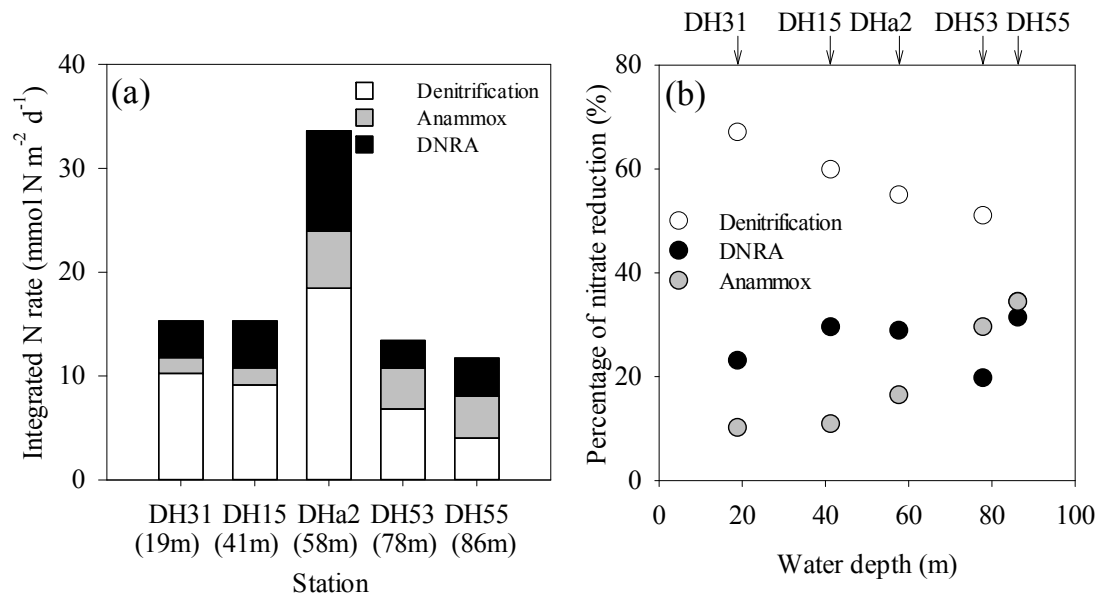 (a)
Integrated N rate (mmol N m⁻² d⁻¹)
40
30
20
10
0
Denitrification
Anammox
DNRA
DH31 DH15 DHa2 DH53 DH55
(19m) (41m) (58m) (78m) (86m)
Station
DH31 DH15 DHa2 DH53 DH55
(b)
Percentage of nitrate reduction (%)
80
60
40
20
0
Denitrification
DNRA
Anammox
0 20 40 60 80 100
Water depth (m)